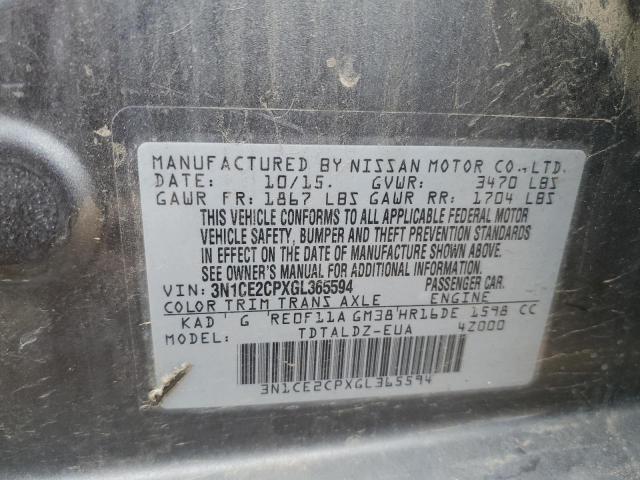 MANUFACTURED BY NISSAN MOTOR CO.,LTD.
DATE: 10/15. GVWR: 3470 LBS
GAWR FR: 1867 LBS GAWR RR: 1704 LBS
THIS VEHICLE CONFORMS TO ALL APPLICABLE FEDERAL MOTOR
VEHICLE SAFETY, BUMPER AND THEFT PREVENTION STANDARDS
IN EFFECT ON THE DATE OF MANUFACTURE SHOWN ABOVE.
SEE OWNER'S MANUAL FOR ADDITIONAL INFORMATION.
VIN: 3N1CE2CPXGL365594 PASSENGER CAR.
COLOR TRIM TRANS AXLE ENGINE
KAD G RE0F11A GM38 HR16DE 1598 CC
MODEL: TDTALDZ-EUA 4Z000
3N1CE2CPXGL365594